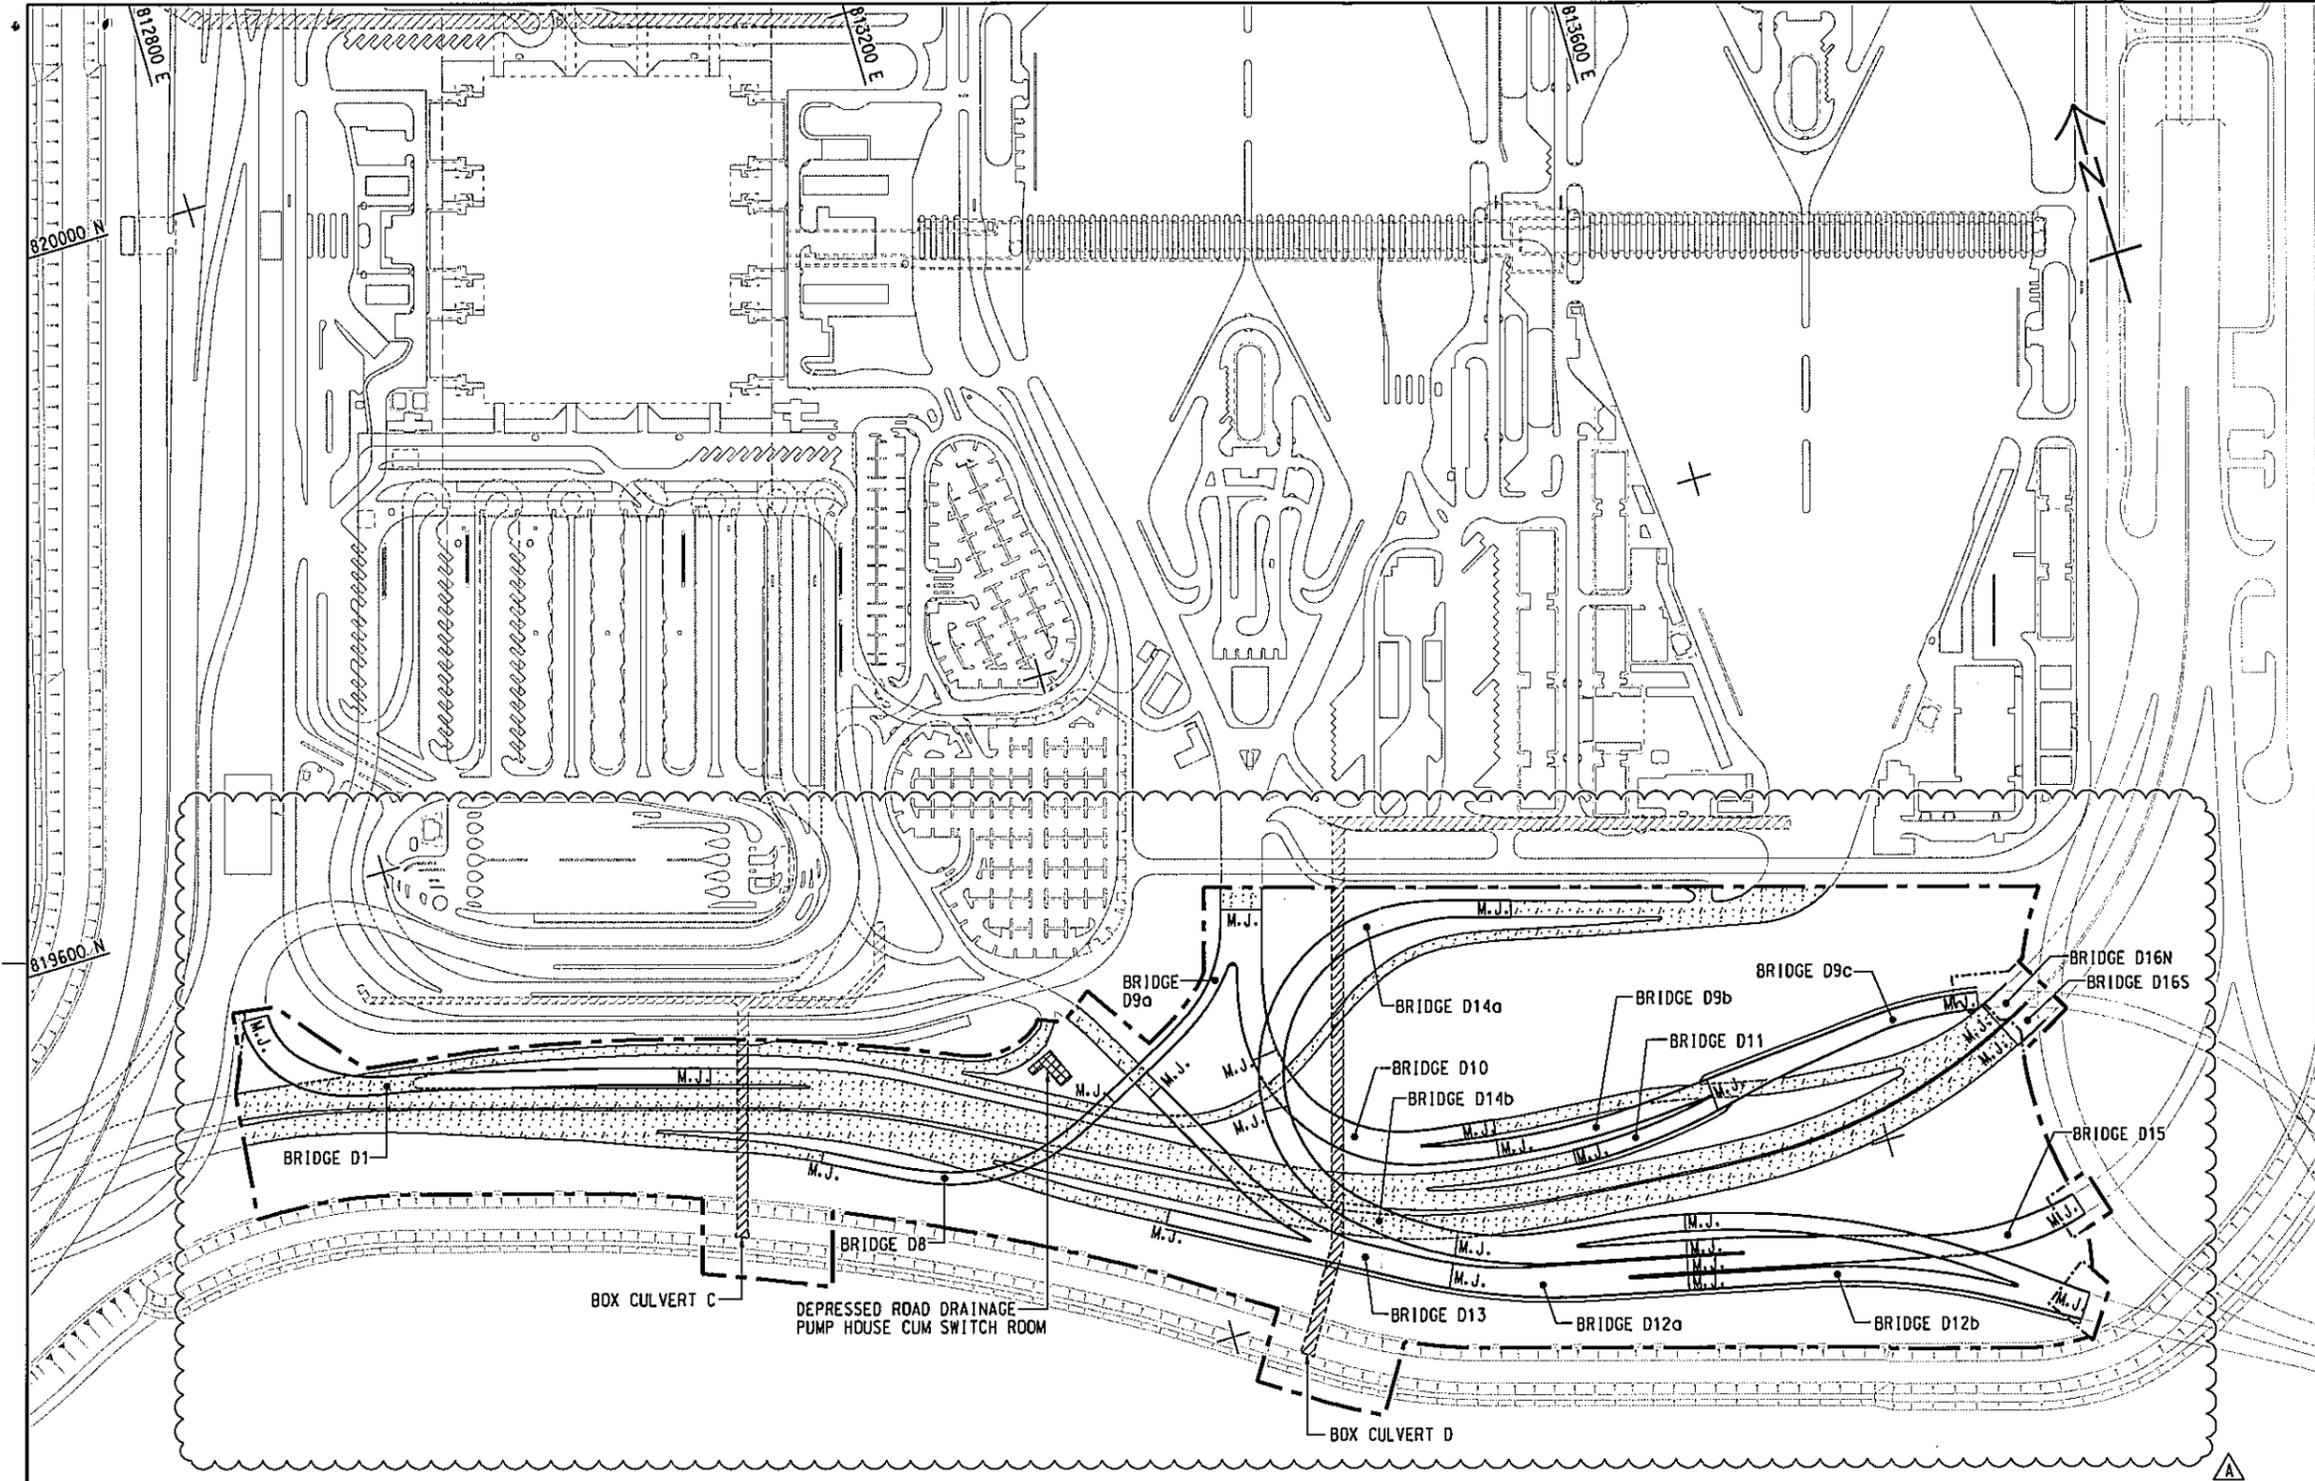 812800 E
813200 E
813600 E
N
820000 N
819600 N
M.J.
M.J.
BRIDGE
D9a
BRIDGE D14a
BRIDGE D9c
BRIDGE D16N
BRIDGE D16S
BRIDGE D9b
M.J.
M.J.
M.J.
M.J.
BRIDGE D11
M.J.
M.J.
M.J.
BRIDGE D10
M.J.
M.J.
BRIDGE D14b
M.J.
M.J.
M.J.
M.J.
M.J.
BRIDGE D15
BRIDGE D1
M.J.
M.J.
M.J.
M.J.
BRIDGE D8
M.J.
M.J.
M.J.
M.J.
M.J.
BOX CULVERT C
DEPRESSED ROAD DRAINAGE
PUMP HOUSE CUM SWITCH ROOM
M.J.
BRIDGE D13
BRIDGE D12a
BRIDGE D12b
BOX CULVERT D
A